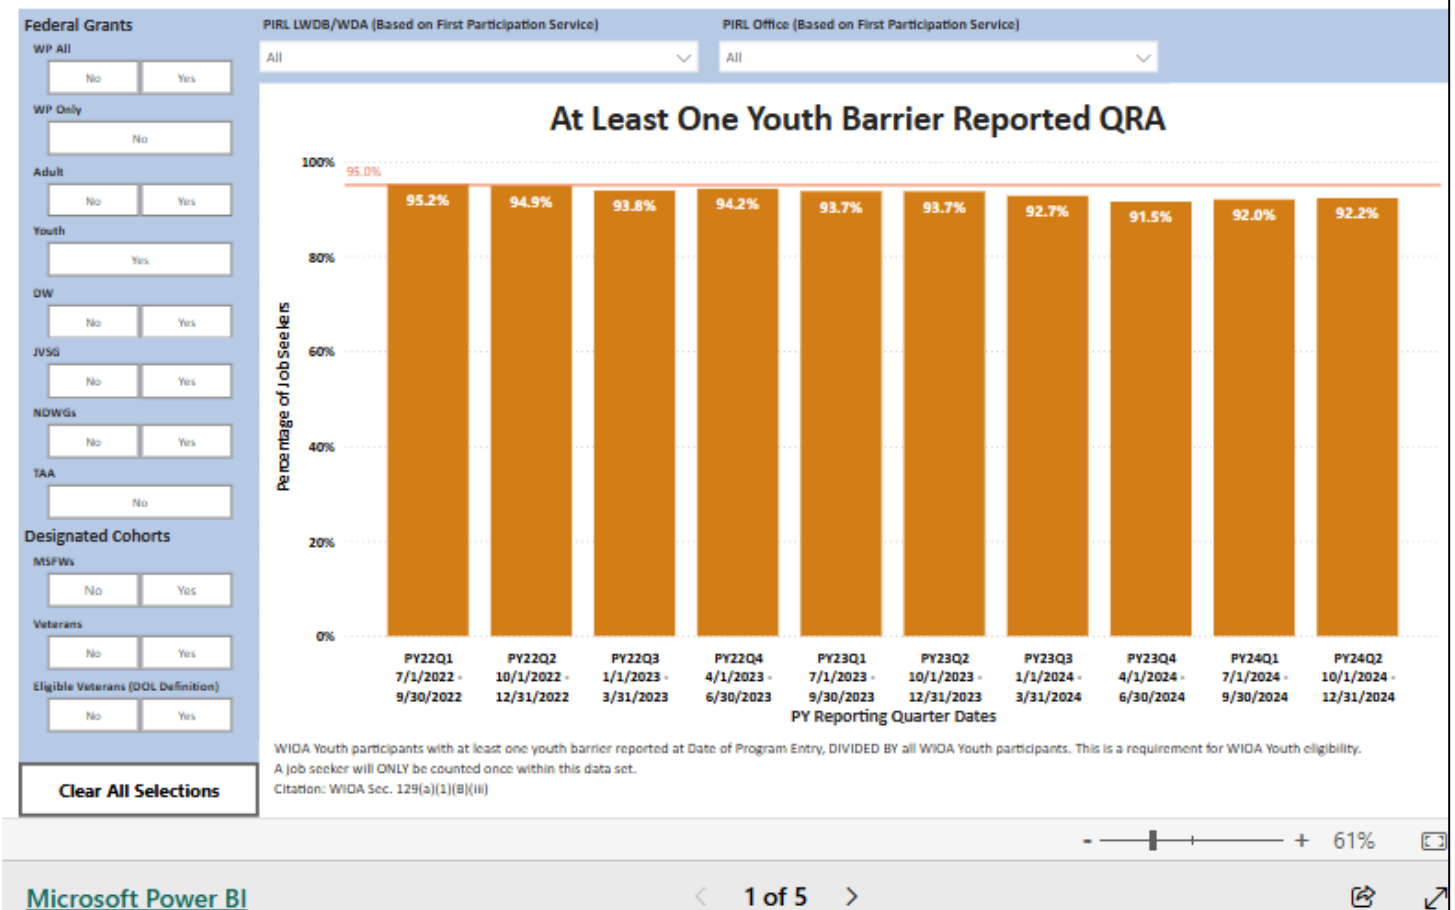 Federal Grants
WP All
No Yes
WP Only
No
Adult
No Yes
Youth
Yes
DW
No Yes
JVSG
No Yes
NDWGs
No Yes
TAA
No
Designated Cohorts
MSFWs
No Yes
Veterans
No Yes
Eligible Veterans (DOL Definition)
No Yes
Clear All Selections
PIRL LWDB/WDA (Based on First Participation Service)
All
PIRL Office (Based on First Participation Service)
All
At Least One Youth Barrier Reported QRA
Percentage of Job Seekers
100%
80%
60%
40%
20%
0%
95.0%
95.2% 94.9% 93.8% 94.2% 93.7% 93.7% 92.7% 91.5% 92.0% 92.2%
PY22Q1 PY22Q2 PY22Q3 PY22Q4 PY23Q1 PY23Q2 PY23Q3 PY23Q4 PY24Q1 PY24Q2
7/1/2022 - 10/1/2022 - 1/1/2023 - 4/1/2023 - 7/1/2023 - 10/1/2023 - 1/1/2024 - 4/1/2024 - 7/1/2024 - 10/1/2024 -
9/30/2022 12/31/2022 3/31/2023 6/30/2023 9/30/2023 12/31/2023 3/31/2024 6/30/2024 9/30/2024 12/31/2024
PY Reporting Quarter Dates
WIOA Youth participants with at least one youth barrier reported at Date of Program Entry, DIVIDED BY all WIOA Youth participants. This is a requirement for WIOA Youth eligibility.
A job seeker will ONLY be counted once within this data set.
Citation: WIOA Sec. 129(a)(1)(B)(iii)
- + 61%
Microsoft Power BI
< 1 of 5 >